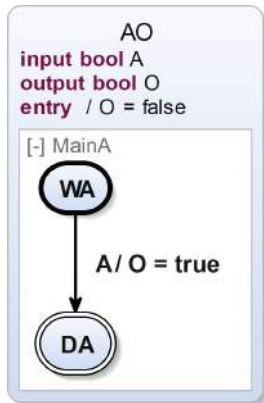 AO
input bool A
output bool O
entry / O = false
[-] MainA
WA
A/ O = true
DA